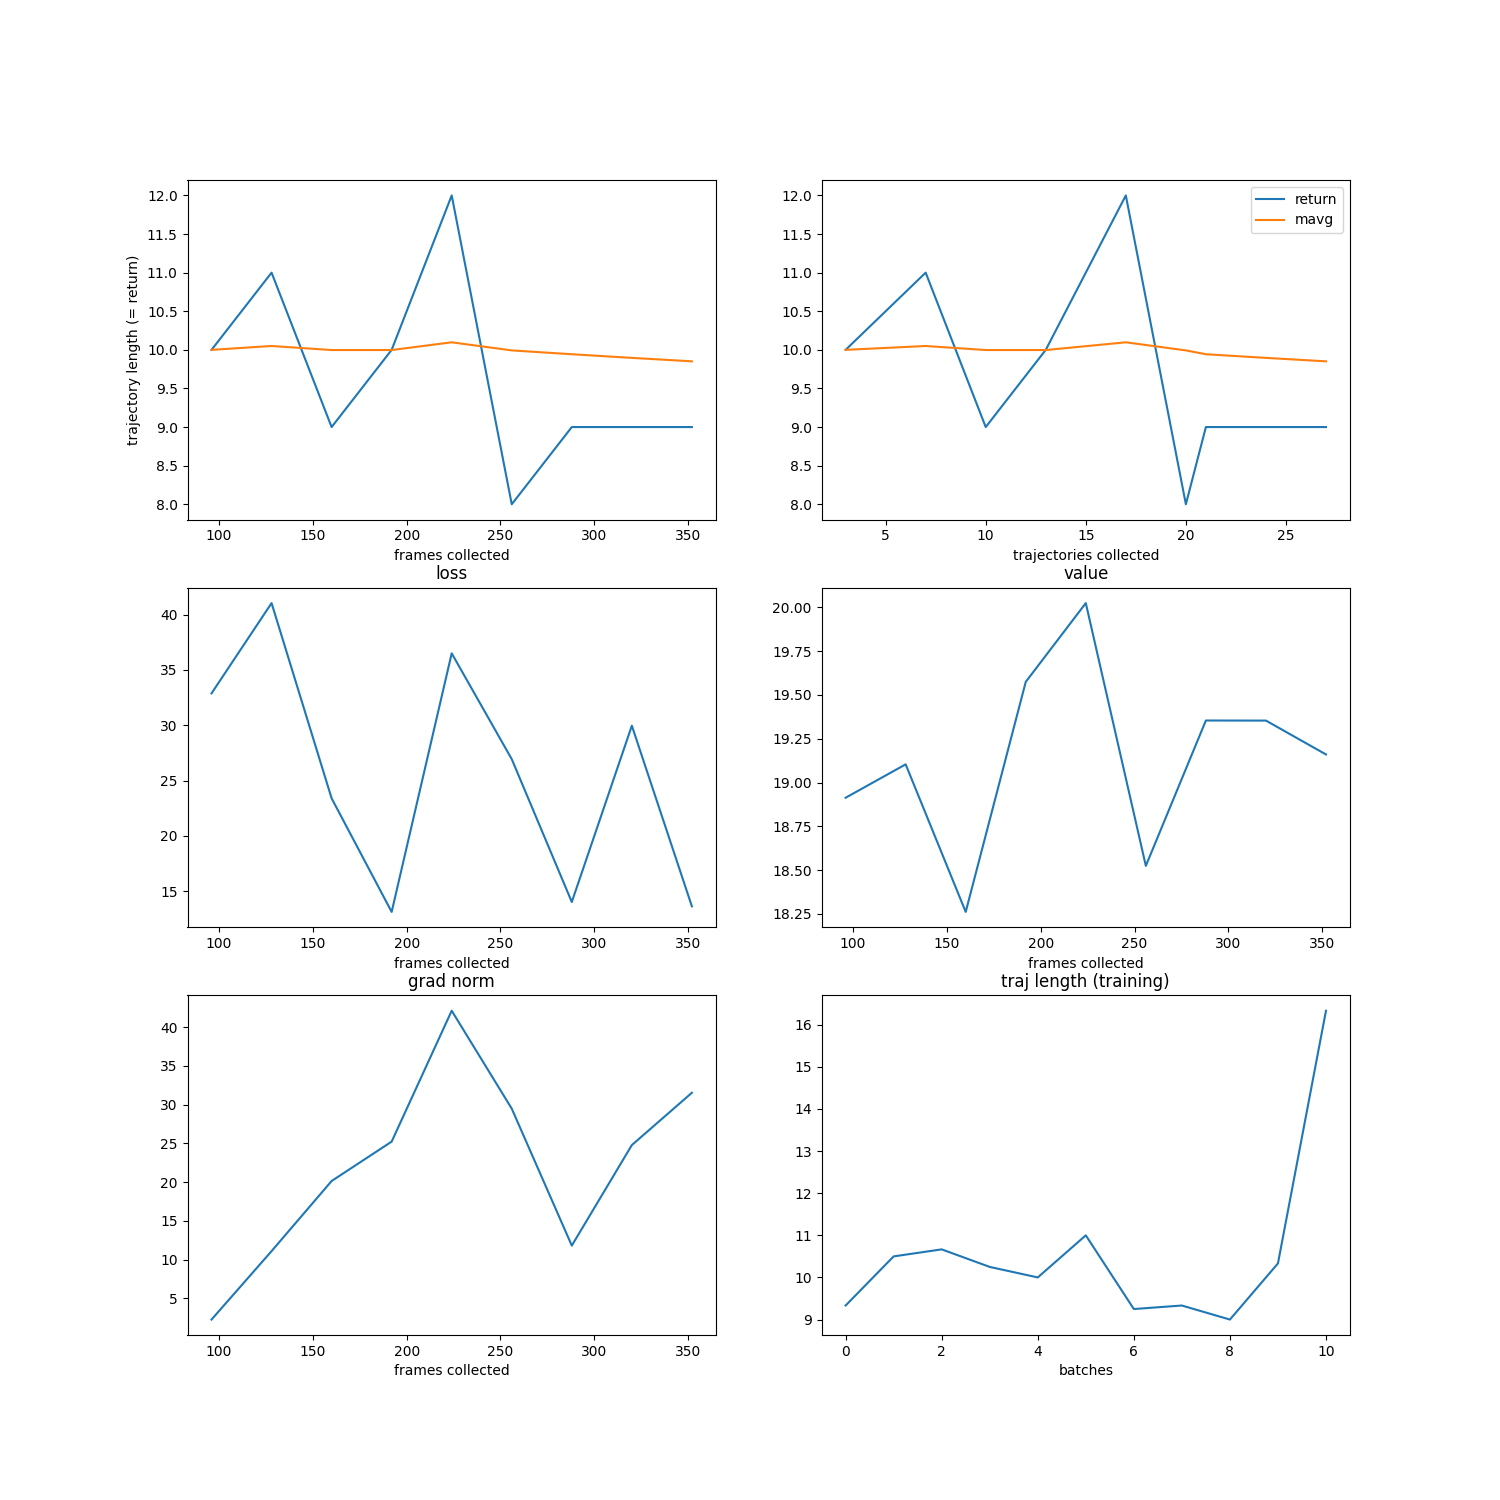 trajectory length (= return)
12.0
11.5
11.0
10.5
10.0
9.5
9.0
8.5
8.0
100 150 200 250 300 350
frames collected
return
mavg
12.0
11.5
11.0
10.5
10.0
9.5
9.0
8.5
8.0
5 10 15 20 25
trajectories collected
loss
40
35
30
25
20
15
100 150 200 250 300 350
frames collected
value
20.00
19.75
19.50
19.25
19.00
18.75
18.50
18.25
100 150 200 250 300 350
frames collected
grad norm
40
35
30
25
20
15
10
5
100 150 200 250 300 350
frames collected
traj length (training)
16
15
14
13
12
11
10
9
0 2 4 6 8 10
batches